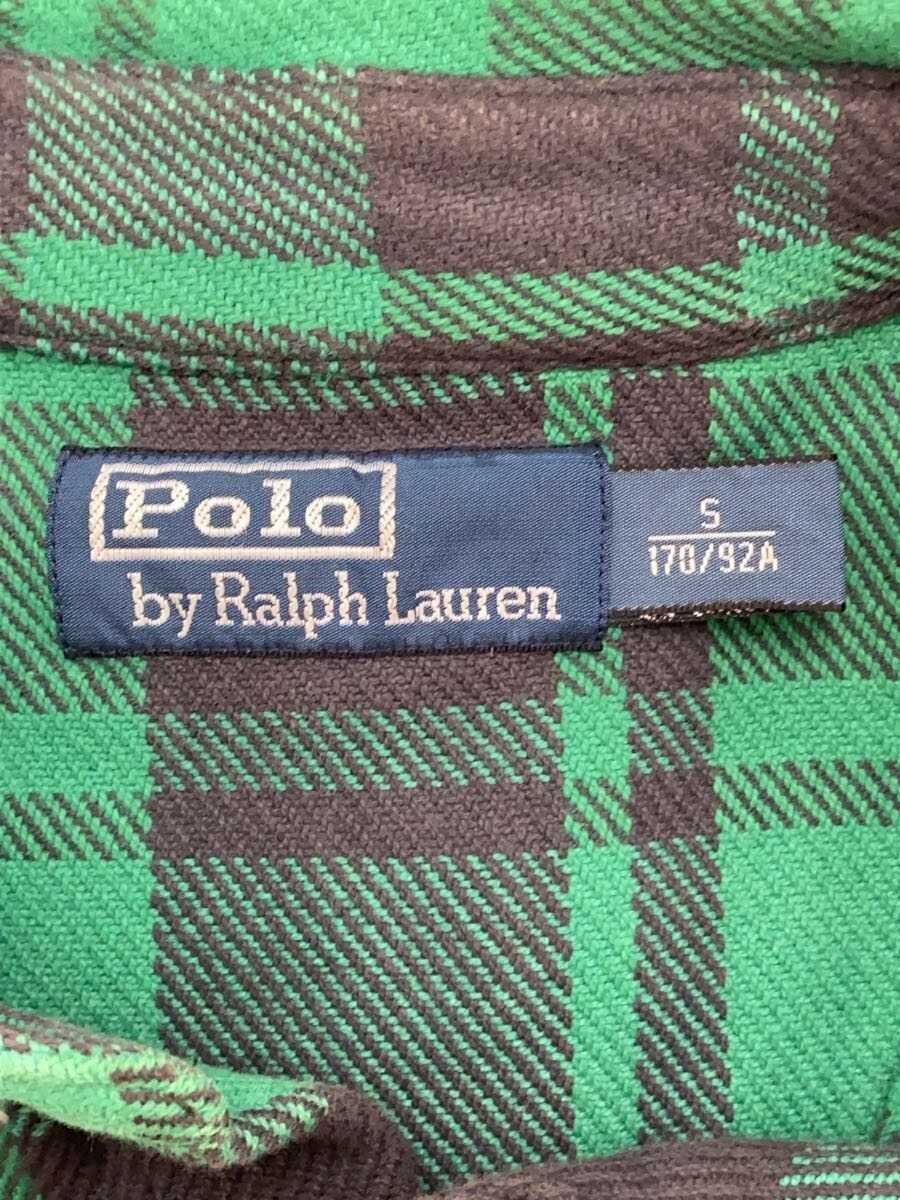 Polo
by Ralph Lauren
S
170/92A